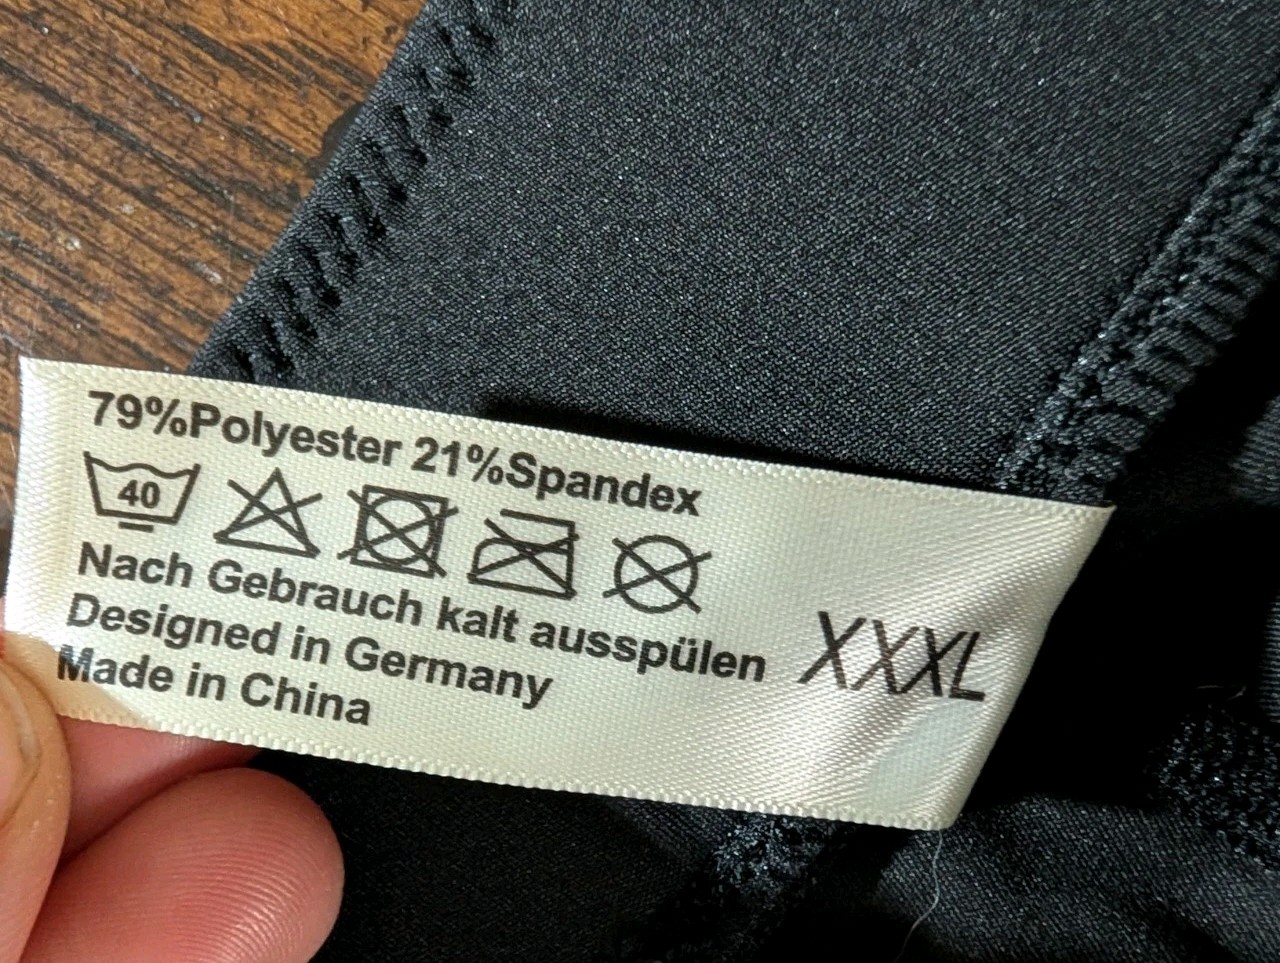 79%Polyester 21%Spandex
40
Nach Gebrauch kalt ausspülen
Designed in Germany
Made in China
XXXL